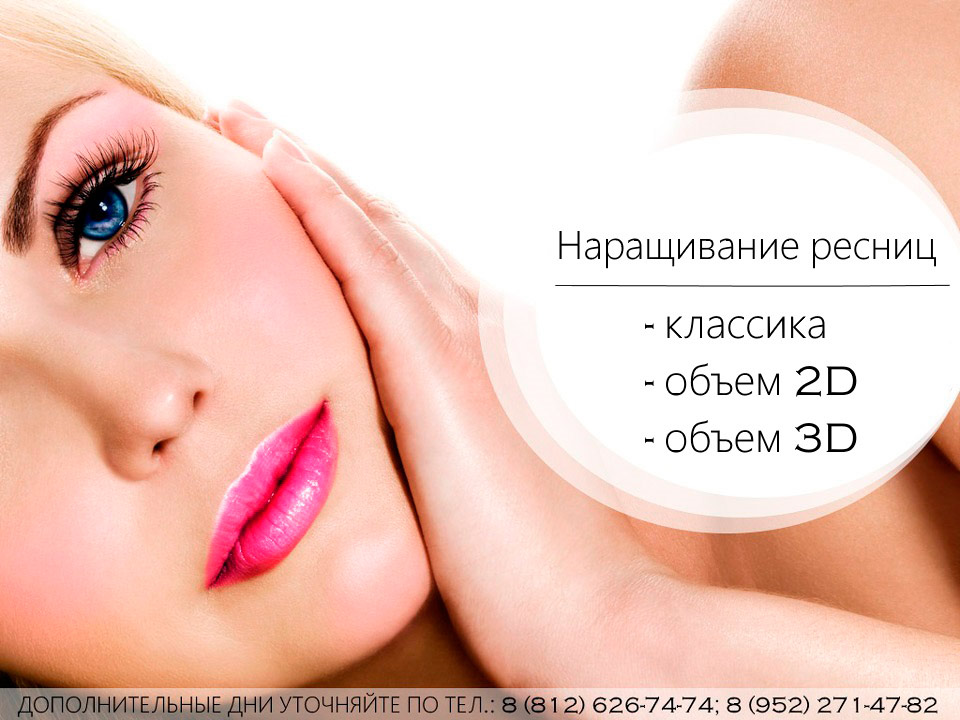 Наращивание ресниц
- классика
- объем 2D
- объем 3D
ДОПОЛНИТЕЛЬНЫЕ ДНИ УТОЧНЯЙТЕ ПО ТЕЛ.: 8 (812) 626-74-74; 8 (952) 271-47-82